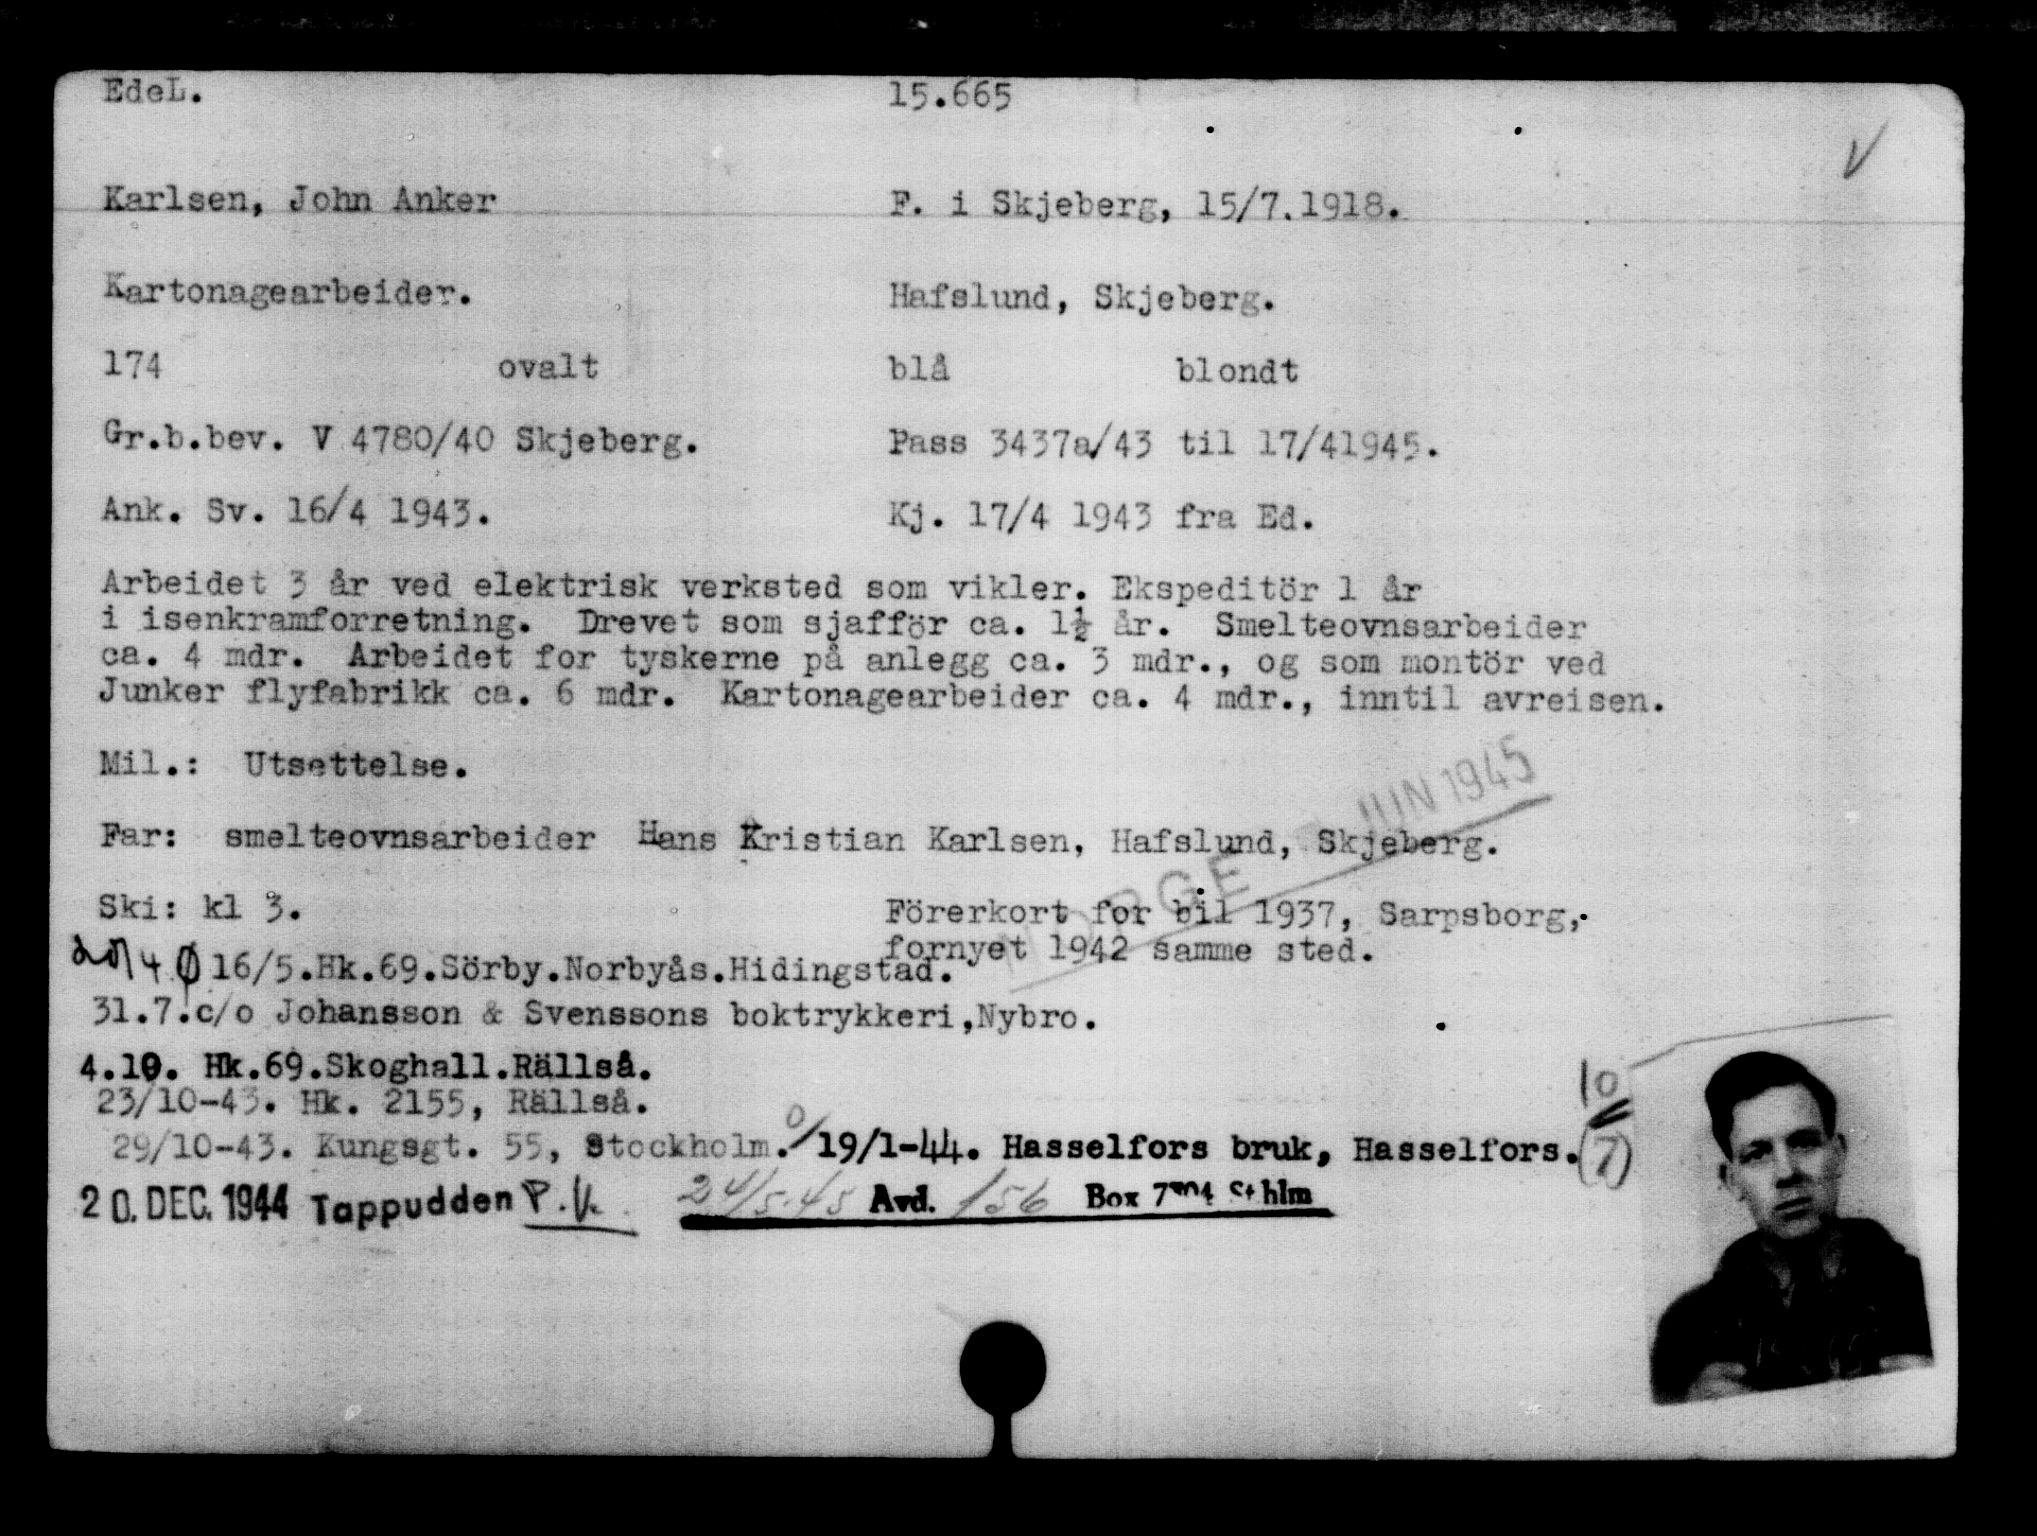 EdeL. 15.665
V
Karlsen, John Anker F. i Skjeberg, 15/7.1918.
Kartonagearbeider. Hafslund, Skjeberg.
174 ovalt blå blondt
Gr.b.bev. V 4780/40 Skjeberg. Pass 3437a/43 til 17/41945.
Ank. Sv. 16/4 1943. Kj. 17/4 1943 fra Ed.
Arbeidet 3 år ved elektrisk verksted som vikler. Ekspeditör 1 år
i isenkramforretning. Drevet som sjafför ca. 1½ år. Smelteovnsarbeider
ca. 4 mdr. Arbeidet for tyskerne på anlegg ca. 3 mdr., og som montör ved
Junker flyfabrikk ca. 6 mdr. Kartonagearbeider ca. 4 mdr., inntil avreisen.
Mil.: Utsettelse.
JUN 1945
Far: smelteovnsarbeider Hans Kristian Karlsen, Hafslund, Skjeberg.
NORGE
Ski: kl 3. Förerkort for bil 1937, Sarpsborg,
fornyet 1942 samme sted.
16/5.Hk.69.Sörby.Norbyås.Hidingstad.
31.7.c/o Johansson & Svenssons boktrykkeri,Nybro.
4.10. Hk.69.Skoghall.Rällså.
23/10-43. Hk. 2155, Rällså.
10
29/10-43. Kungsgt. 55, Stockholm. 19/1-44. Hasselfors bruk, Hasselfors. (7)
20. DEC. 1944 Tappudden P.V. 24/5-45 Avd. 156 Box 7304 Sthlm